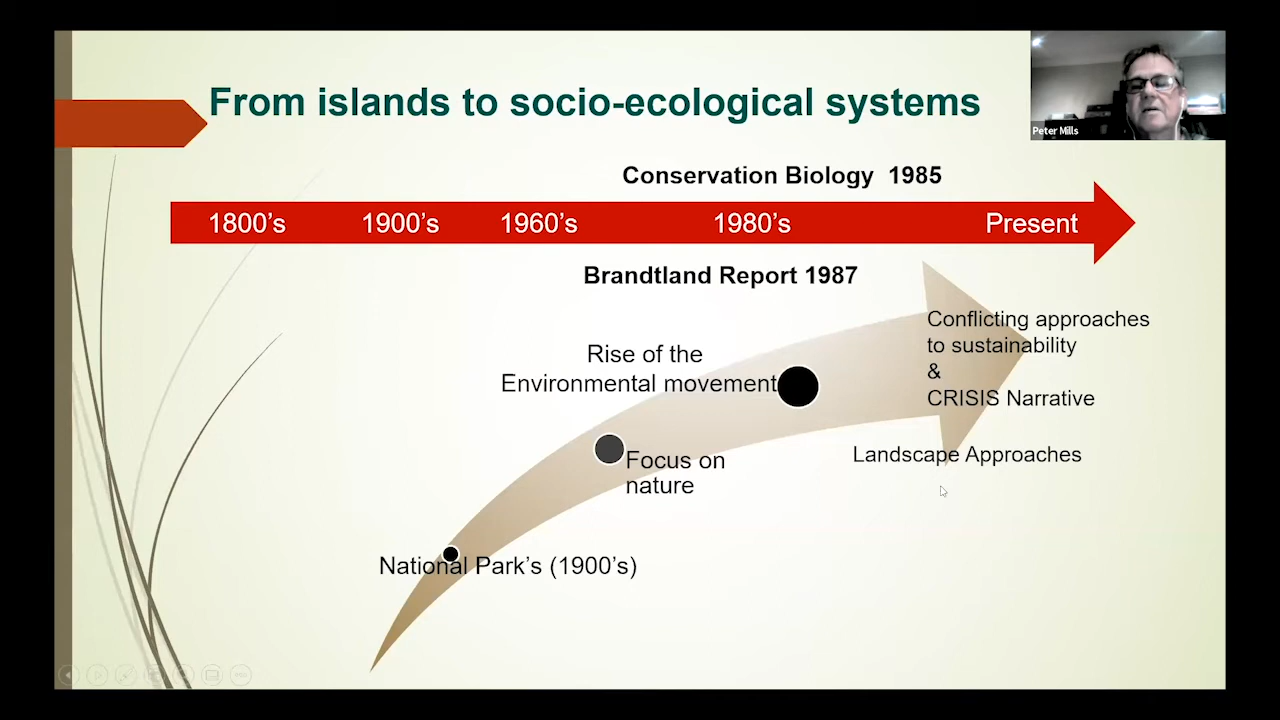 From islands to socio-ecological systems
Peter Mills
Conservation Biology 1985
1800's 1900's 1960's 1980's Present
Brandtland Report 1987
Conflicting approaches
to sustainability
&
CRISIS Narrative
Rise of the
Environmental movement
Landscape Approaches
Focus on
nature
National Park's (1900's)